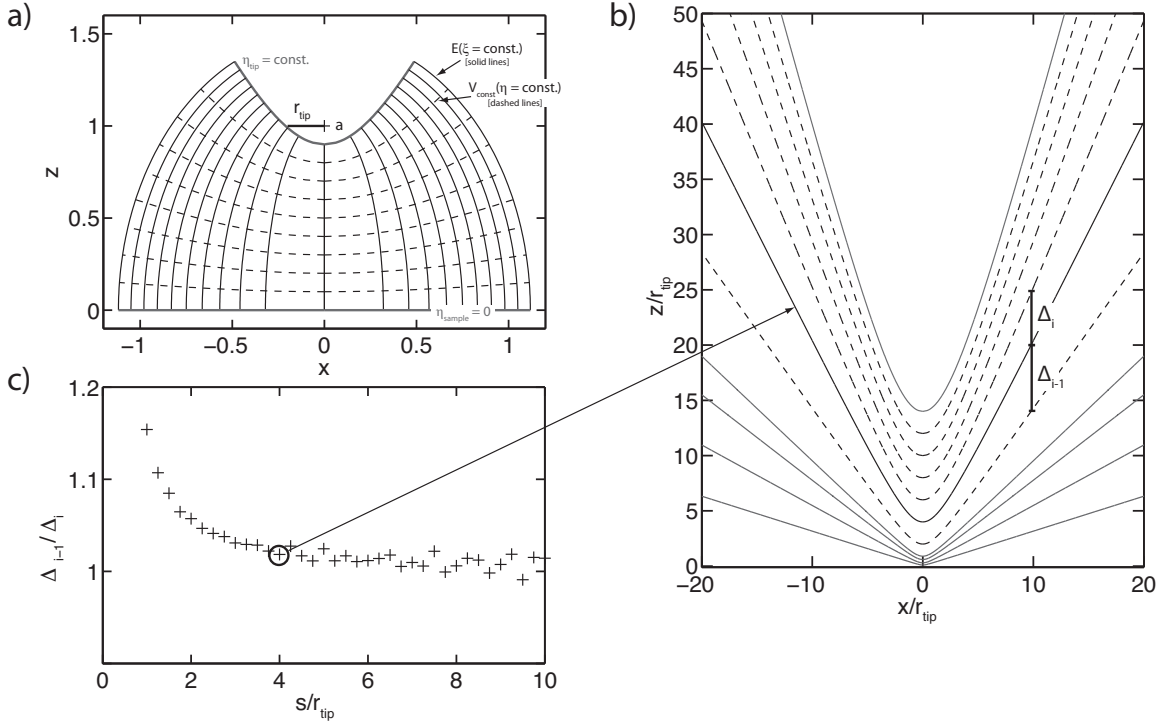 a)
η_tip = const.
E(ξ = const.)
[solid lines]
V_const(η = const.)
[dashed lines]
r_tip
a
η_sample = 0
z
1.5
1
0.5
0
−1
−0.5
0
0.5
1
x
b)
50
45
40
35
30
25
20
15
10
5
0
z/r_tip
Δ_i
Δ_i-1
−20
−10
0
10
20
x/r_tip
c)
1.2
1.1
1
Δ_i−1/Δ_i
0
2
4
6
8
10
s/r_tip